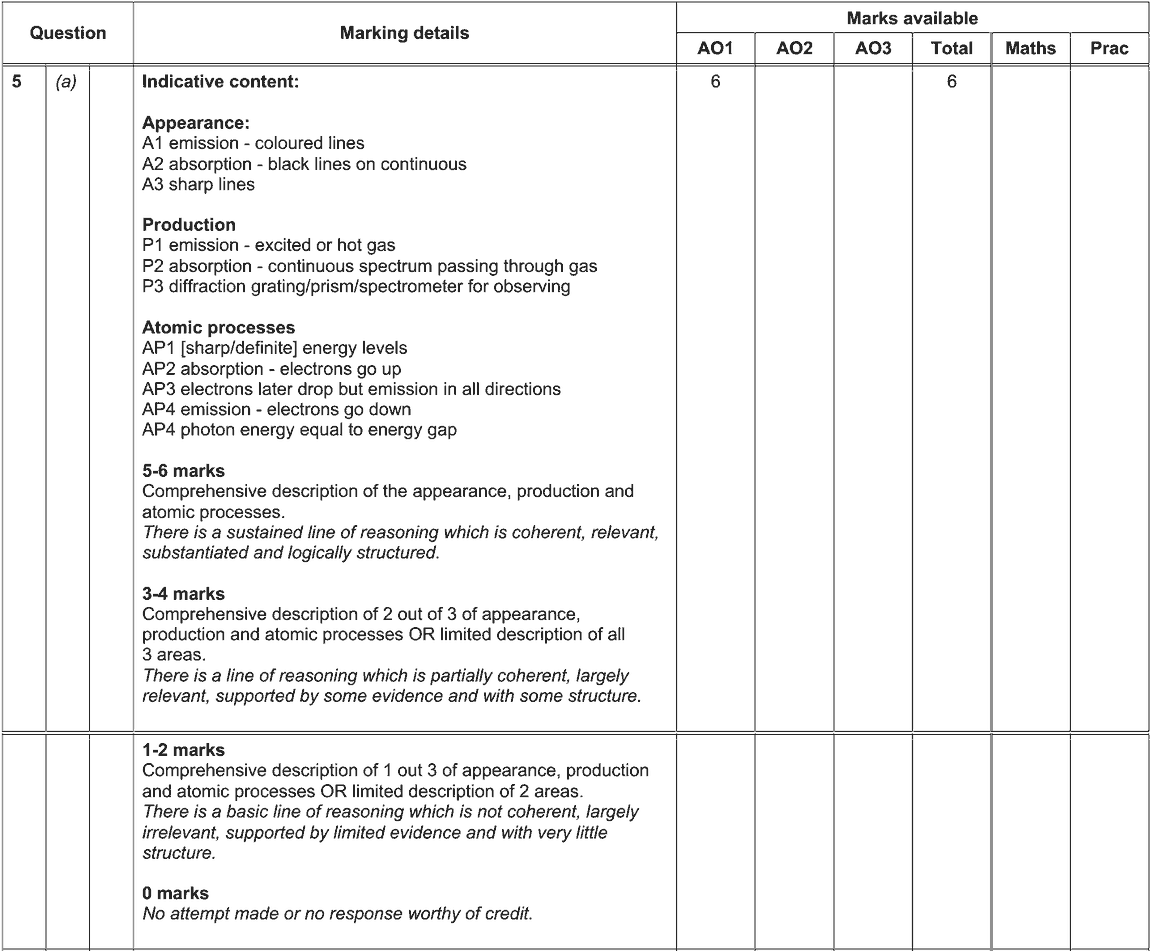 Question
Marking details
Marks available
AO1 AO2 AO3 Total Maths Prac
5 (a) Indicative content: 6 6
Appearance:
A1 emission - coloured lines
A2 absorption - black lines on continuous
A3 sharp lines
Production
P1 emission - excited or hot gas
P2 absorption - continuous spectrum passing through gas
P3 diffraction grating/prism/spectrometer for observing
Atomic processes
AP1 [sharp/definite] energy levels
AP2 absorption - electrons go up
AP3 electrons later drop but emission in all directions
AP4 emission - electrons go down
AP4 photon energy equal to energy gap
5-6 marks
Comprehensive description of the appearance, production and
atomic processes.
There is a sustained line of reasoning which is coherent, relevant,
substantiated and logically structured.
3-4 marks
Comprehensive description of 2 out of 3 of appearance,
production and atomic processes OR limited description of all
3 areas.
There is a line of reasoning which is partially coherent, largely
relevant, supported by some evidence and with some structure.
1-2 marks
Comprehensive description of 1 out 3 of appearance, production
and atomic processes OR limited description of 2 areas.
There is a basic line of reasoning which is not coherent, largely
irrelevant, supported by limited evidence and with very little
structure.
0 marks
No attempt made or no response worthy of credit.